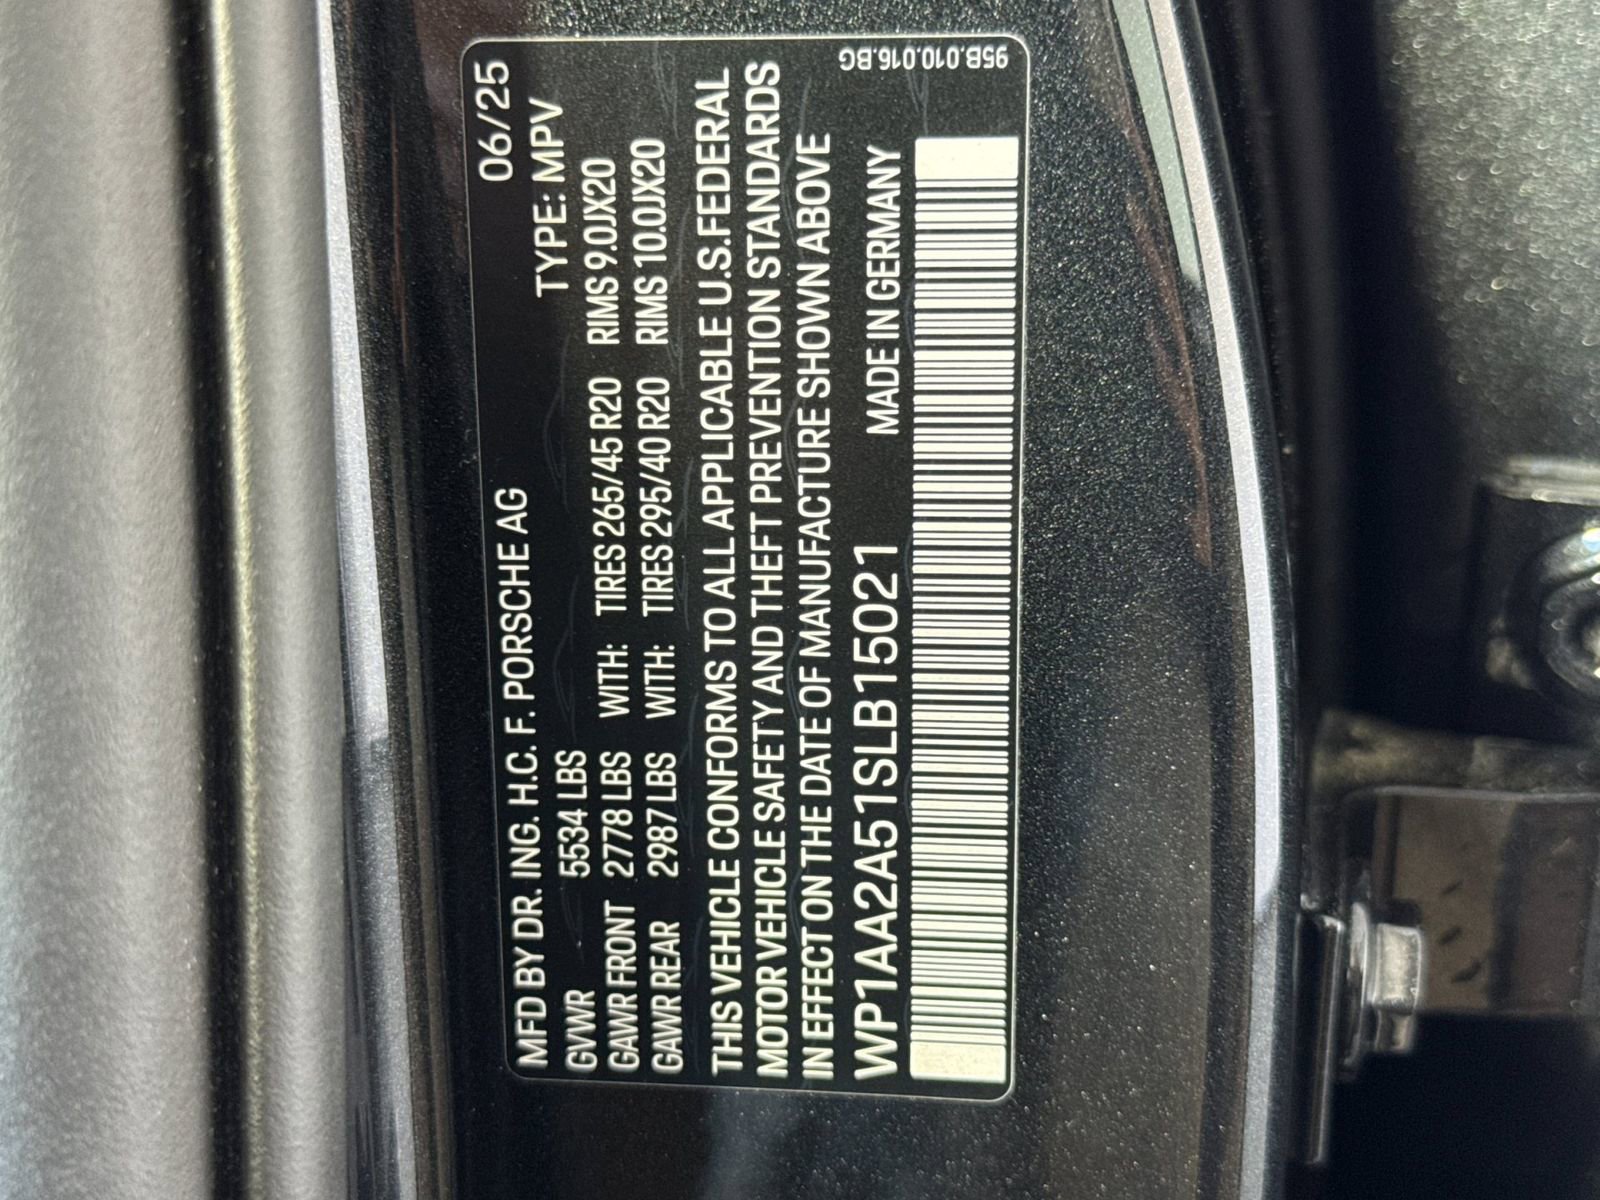 MFD BY DR. ING. H.C. F. PORSCHE AG 06/25
GVWR 5534 LBS TYPE: MPV
GAWR FRONT 2778 LBS WITH: TIRES 265/45 R20 RIMS 9.0JX20
GAWR REAR 2987 LBS WITH: TIRES 295/40 R20 RIMS 10.0JX20
THIS VEHICLE CONFORMS TO ALL APPLICABLE U.S.FEDERAL
MOTOR VEHICLE SAFETY AND THEFT PREVENTION STANDARDS
IN EFFECT ON THE DATE OF MANUFACTURE SHOWN ABOVE
WP1AA2A51SLB15021 MADE IN GERMANY
95B.010.016.BG